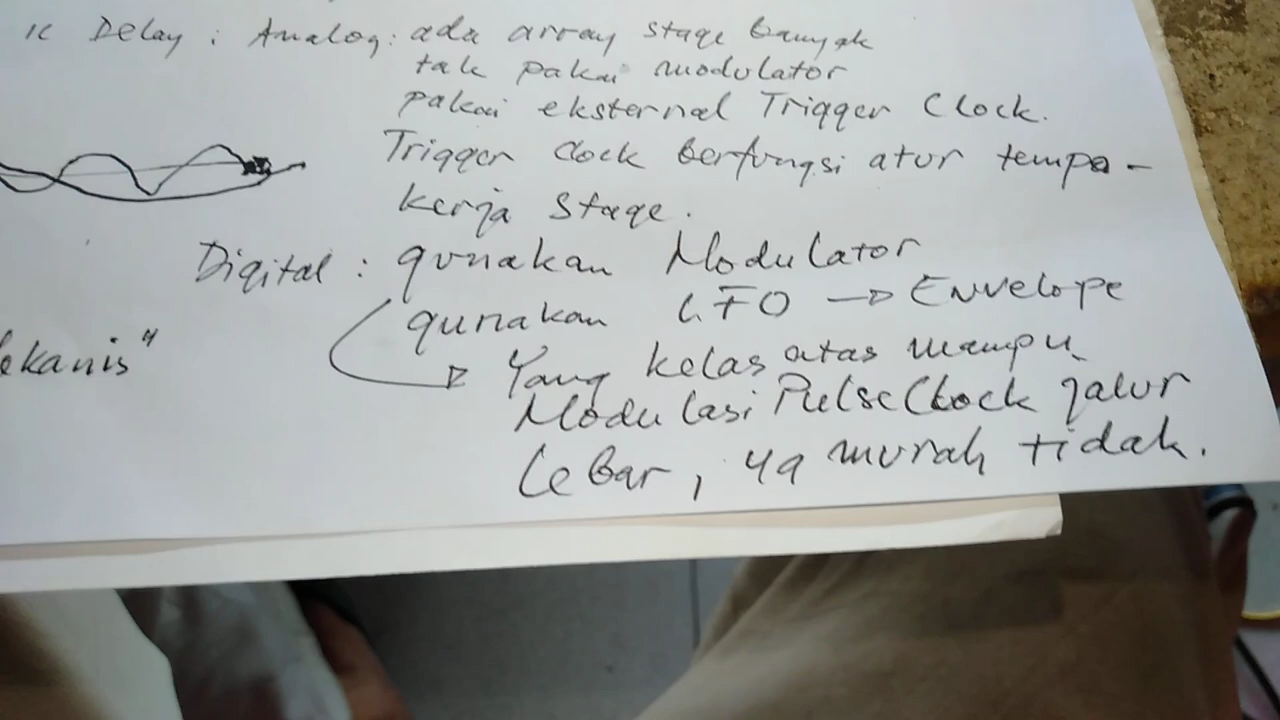 IC Delay : Analog : ada array stage banyak
tak pakai modulator
pakai eksternal Trigger Clock.
Trigger Clock berfungsi atur tempo -
kerja stage.
Digital : gunakan Modulator
gunakan LFO → Envelope
Yang kelas atas mampu
Modulasi Pulse Clock jalur
lebar, yg murah tidak.
ekanis"